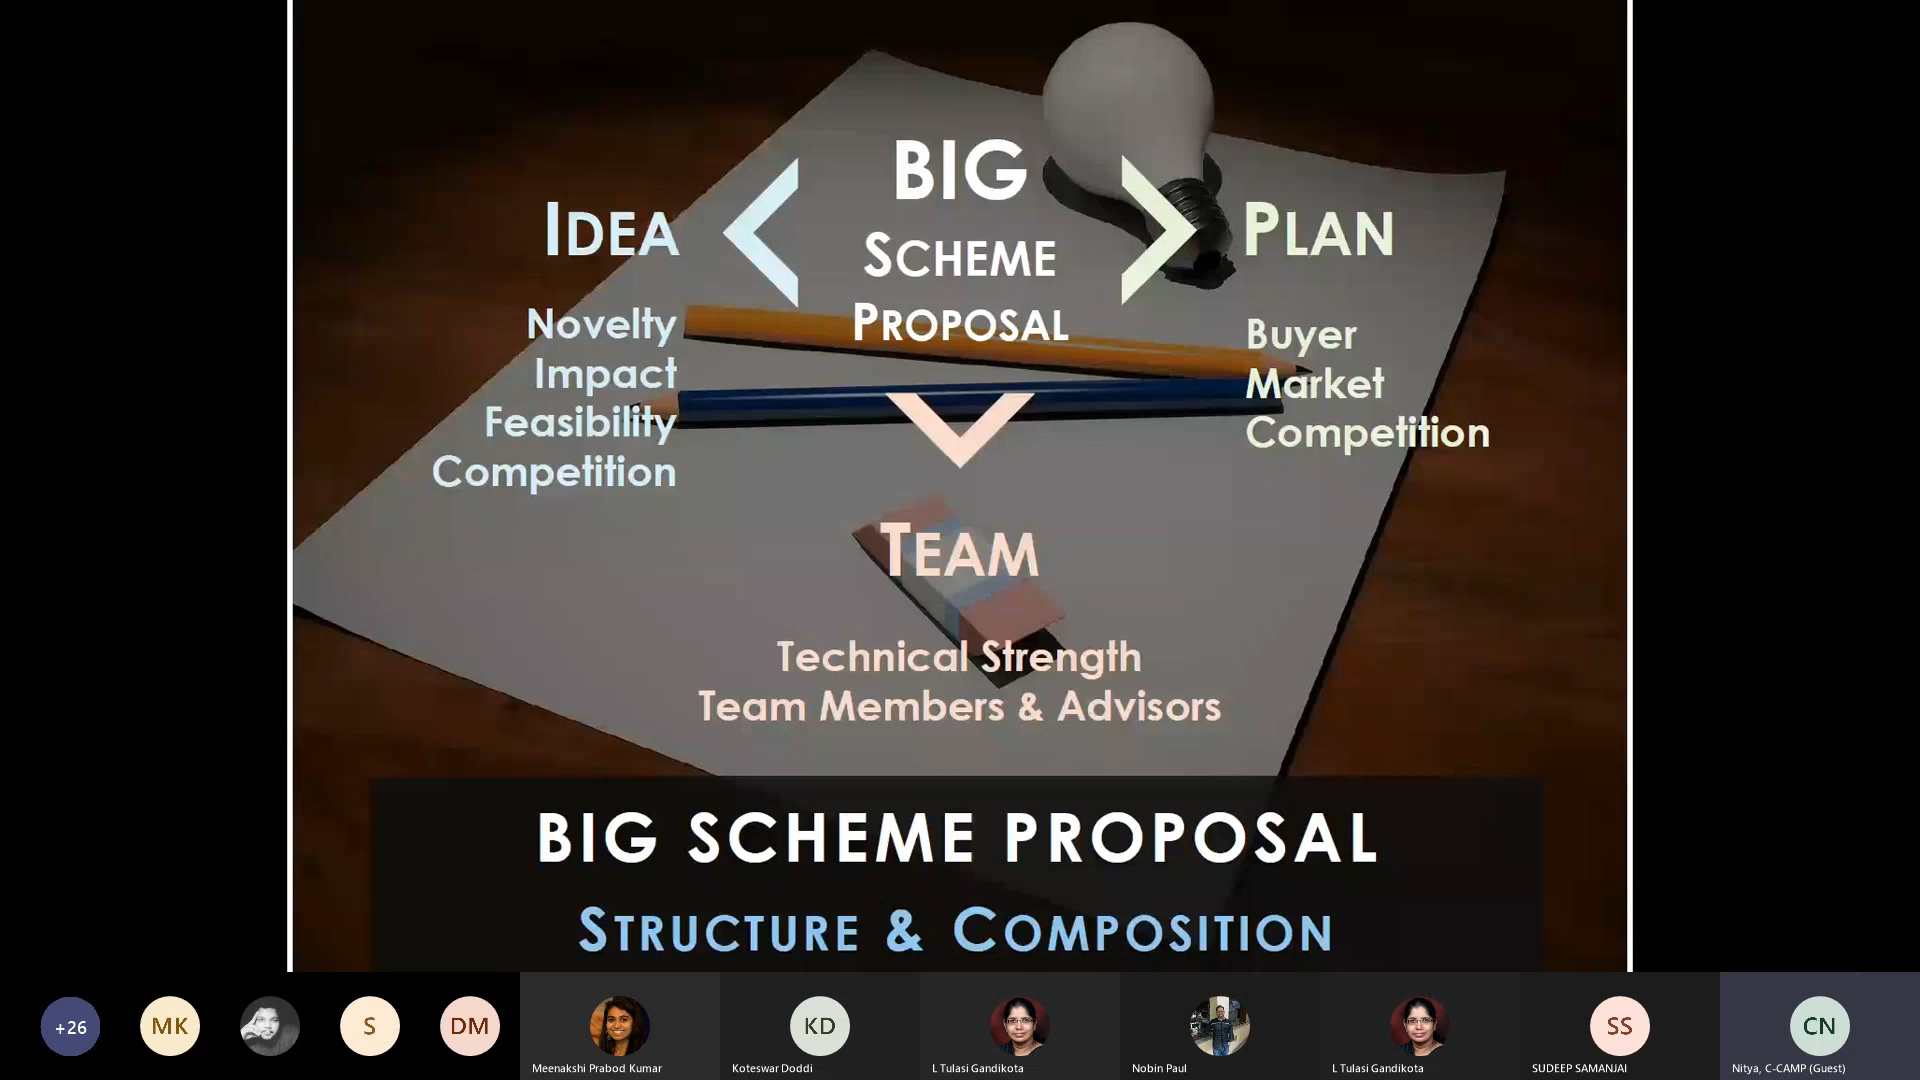 BIG
SCHEME
PROPOSAL
IDEA
Novelty
Impact
Feasibility
Competition
PLAN
Buyer
Market
Competition
TEAM
Technical Strength
Team Members & Advisors
BIG SCHEME PROPOSAL
STRUCTURE & COMPOSITION
+26
MK
S
DM
Meenakshi Prabod Kumar
KD
Koteswar Doddi
L Tulasi Gandikota
Nobin Paul
L Tulasi Gandikota
SS
SUDEEP SAMANJAI
CN
Nitya, C-CAMP (Guest)